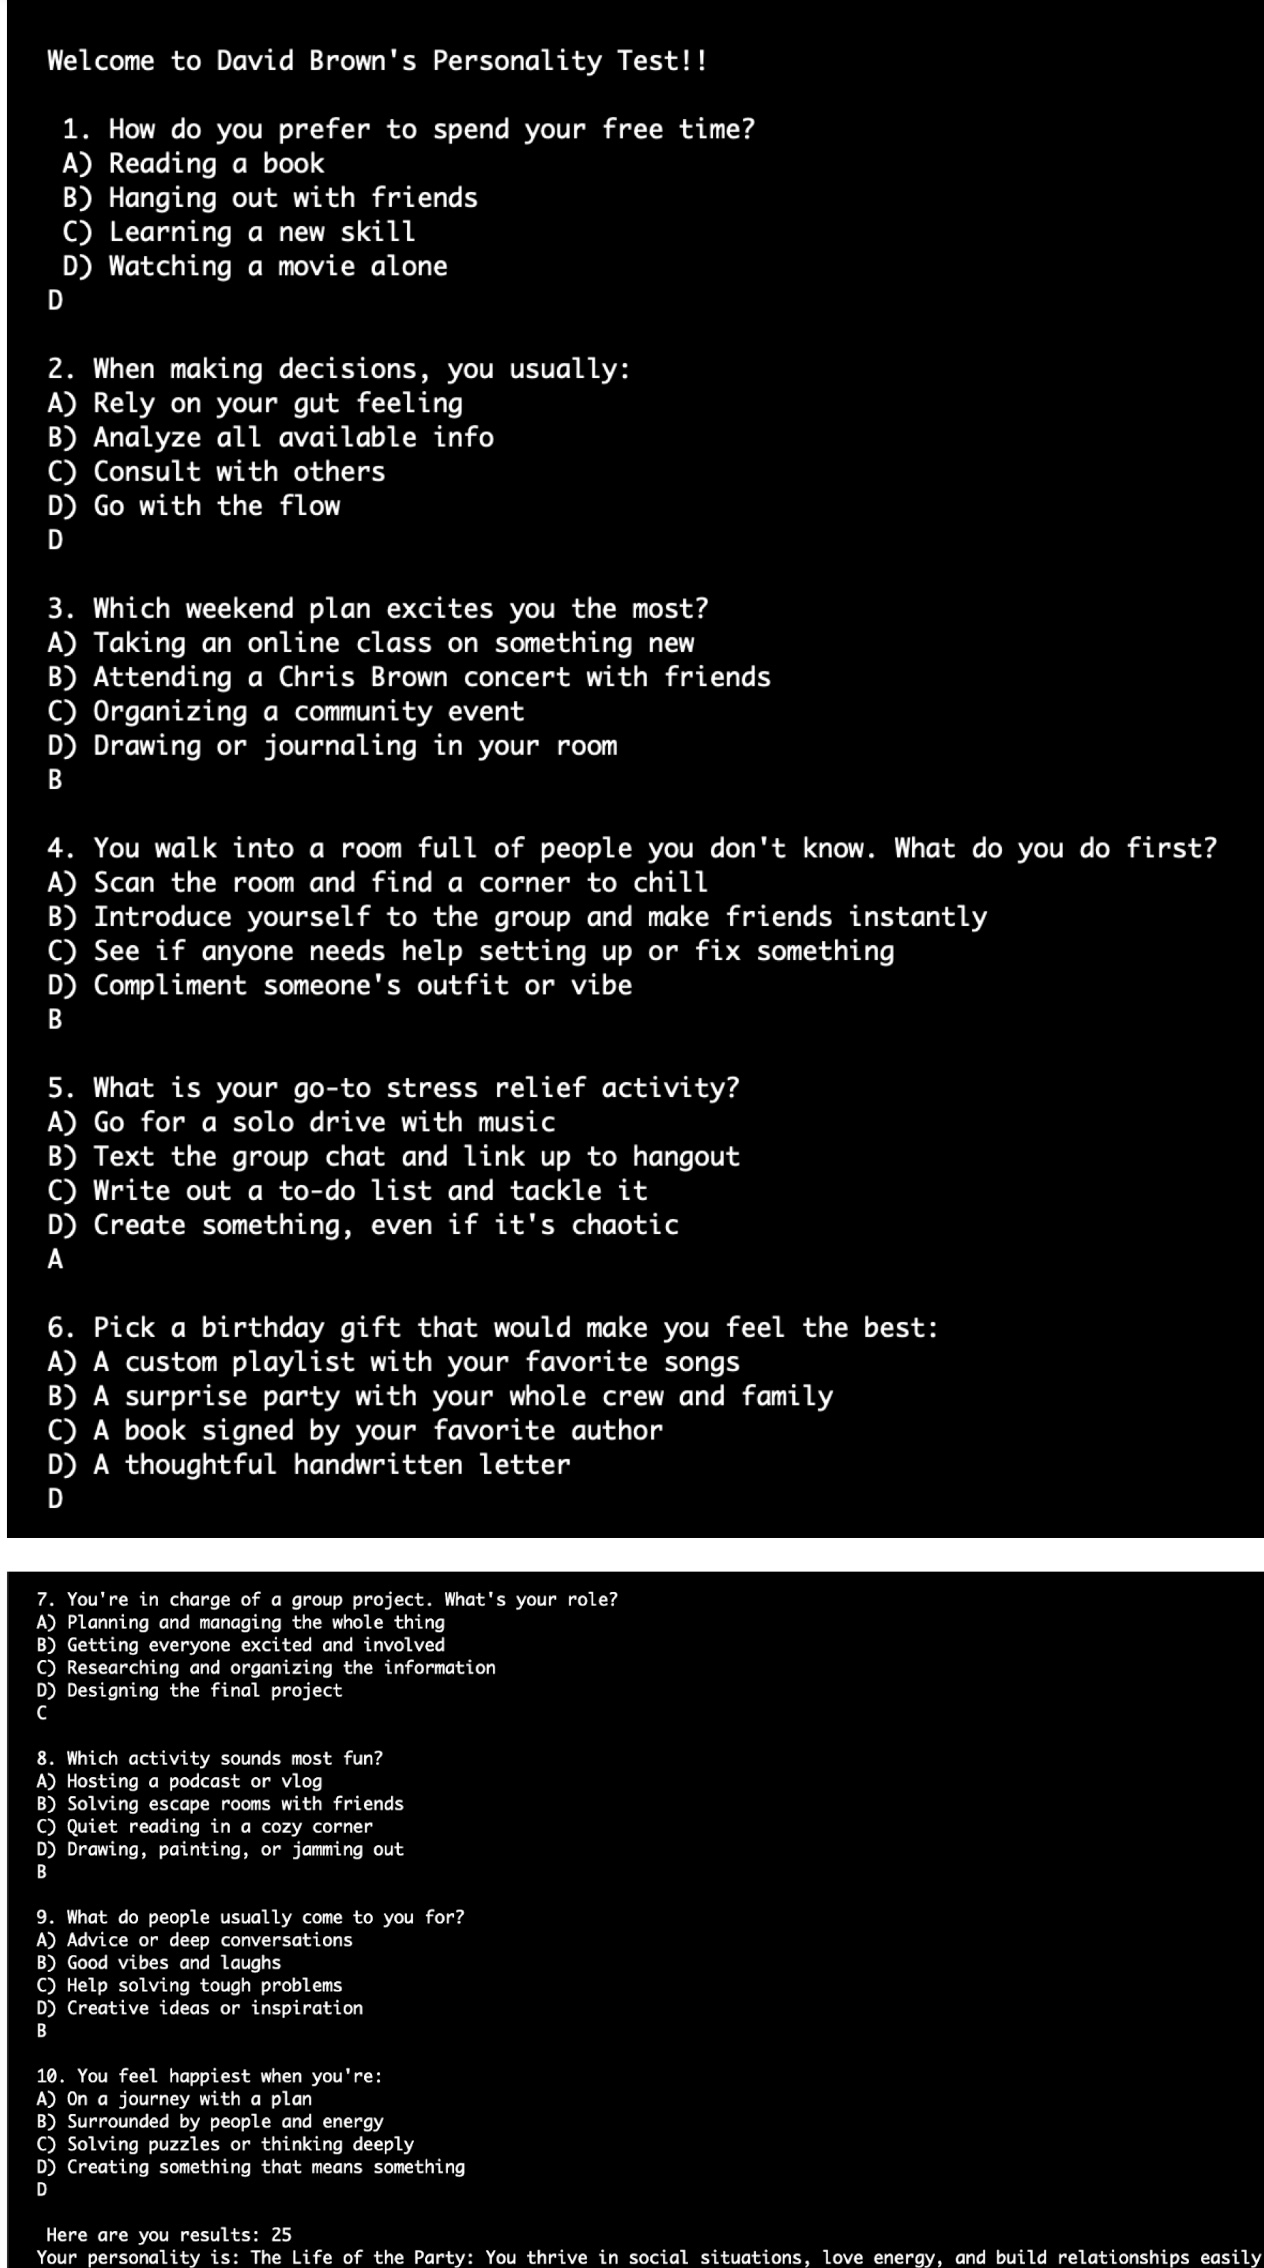 Welcome to David Brown's Personality Test!!
1. How do you prefer to spend your free time?
A) Reading a book
B) Hanging out with friends
C) Learning a new skill
D) Watching a movie alone
D
2. When making decisions, you usually:
A) Rely on your gut feeling
B) Analyze all available info
C) Consult with others
D) Go with the flow
D
3. Which weekend plan excites you the most?
A) Taking an online class on something new
B) Attending a Chris Brown concert with friends
C) Organizing a community event
D) Drawing or journaling in your room
B
4. You walk into a room full of people you don't know. What do you do first?
A) Scan the room and find a corner to chill
B) Introduce yourself to the group and make friends instantly
C) See if anyone needs help setting up or fix something
D) Compliment someone's outfit or vibe
B
5. What is your go-to stress relief activity?
A) Go for a solo drive with music
B) Text the group chat and link up to hangout
C) Write out a to-do list and tackle it
D) Create something, even if it's chaotic
A
6. Pick a birthday gift that would make you feel the best:
A) A custom playlist with your favorite songs
B) A surprise party with your whole crew and family
C) A book signed by your favorite author
D) A thoughtful handwritten letter
D
7. You're in charge of a group project. What's your role?
A) Planning and managing the whole thing
B) Getting everyone excited and involved
C) Researching and organizing the information
D) Designing the final project
C
8. Which activity sounds most fun?
A) Hosting a podcast or vlog
B) Solving escape rooms with friends
C) Quiet reading in a cozy corner
D) Drawing, painting, or jamming out
B
9. What do people usually come to you for?
A) Advice or deep conversations
B) Good vibes and laughs
C) Help solving tough problems
D) Creative ideas or inspiration
B
10. You feel happiest when you're:
A) On a journey with a plan
B) Surrounded by people and energy
C) Solving puzzles or thinking deeply
D) Creating something that means something
D
Here are you results: 25
Your personality is: The Life of the Party: You thrive in social situations, love energy, and build relationships easily